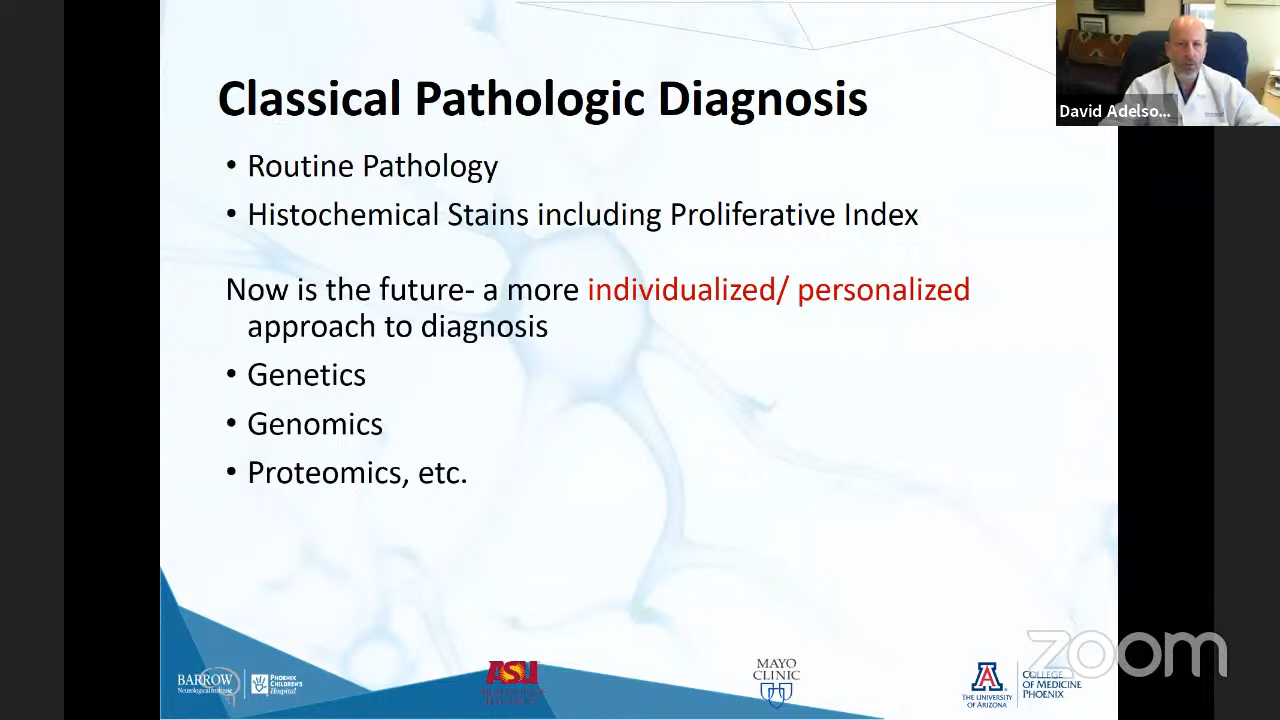 Classical Pathologic Diagnosis
• Routine Pathology
• Histochemical Stains including Proliferative Index
Now is the future- a more individualized/ personalized
approach to diagnosis
• Genetics
• Genomics
• Proteomics, etc.
David Adelso...
BARROW
Neurological Institute
PHOENIX
CHILDREN'S
Hospital
ASU
MAYO
CLINIC
THE UNIVERSITY
OF ARIZONA
COLLEGE
OF MEDICINE
PHOENIX
zoom